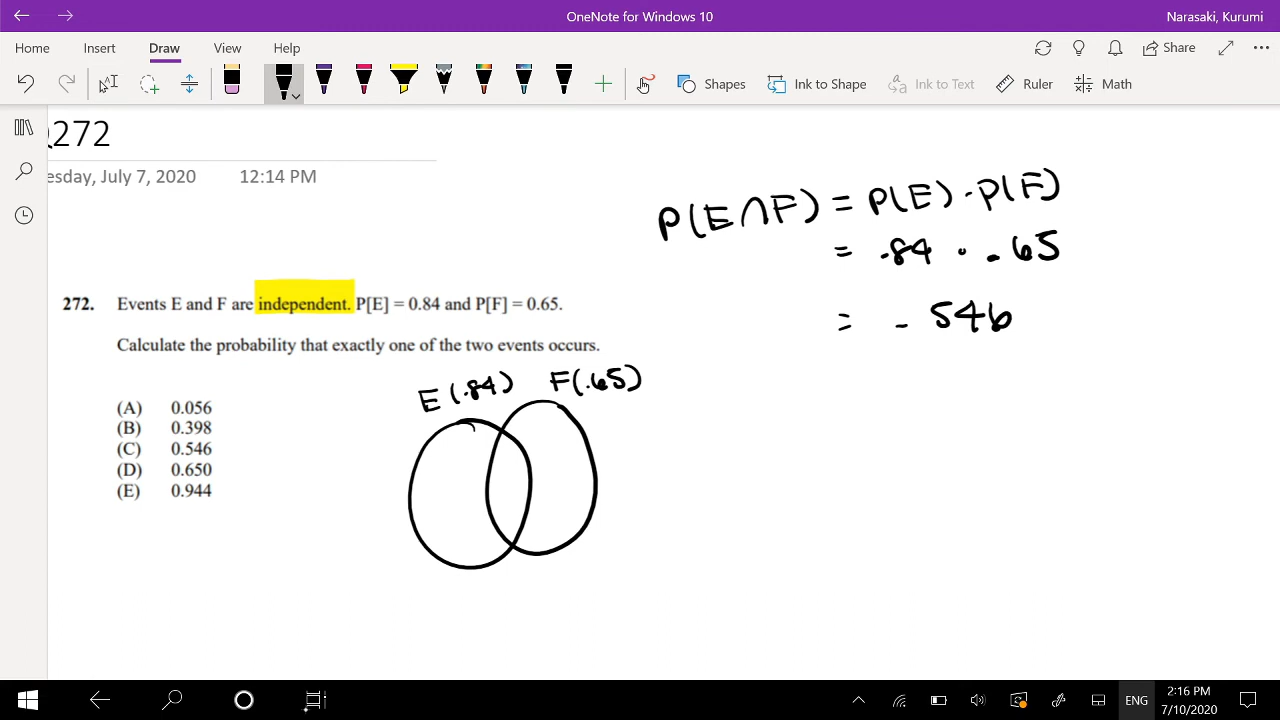 OneNote for Windows 10
Narasaki, Kurumi
Home Insert Draw View Help
Share
Shapes Ink to Shape Ink to Text Ruler Math
Q272
esday, July 7, 2020 12:14 PM
P(E∩F) = P(E) · P(F)
= .84 · .65
= .546
272. Events E and F are independent. P[E] = 0.84 and P[F] = 0.65.
Calculate the probability that exactly one of the two events occurs.
E (.84) F(.65)
(A) 0.056
(B) 0.398
(C) 0.546
(D) 0.650
(E) 0.944
ENG
2:16 PM
7/10/2020